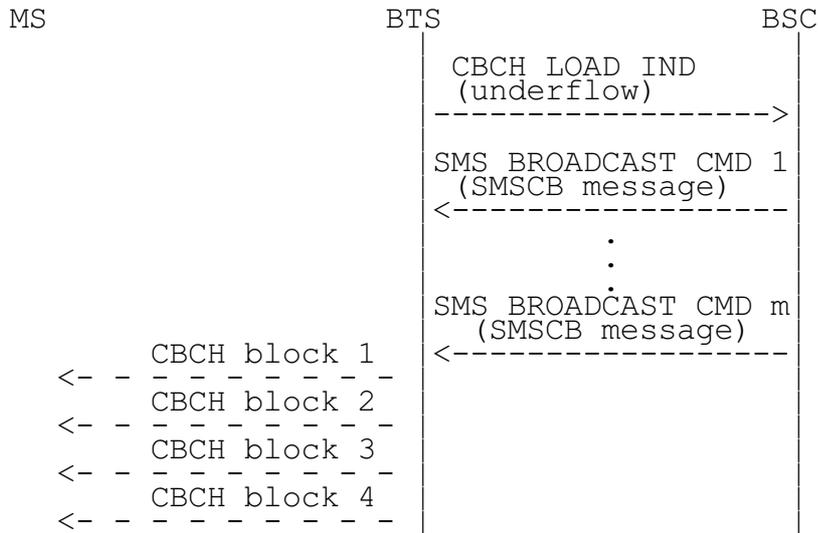 MS BTS BSC
CBCH LOAD IND
(underflow)
------------------->
SMS BROADCAST CMD 1
(SMSCB message)
<-------------------
.
.
.
SMS BROADCAST CMD m
(SMSCB message)
<-------------------
CBCH block 1
<- - - - - - - - -
CBCH block 2
<- - - - - - - - -
CBCH block 3
<- - - - - - - - -
CBCH block 4
<- - - - - - - - -